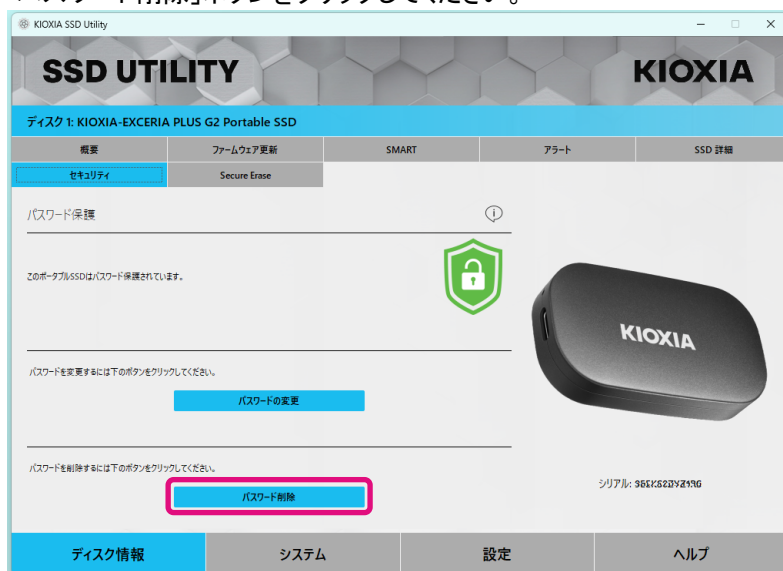 KIOXIA SSD Utility
SSD UTILITY
KIOXIA
ディスク 1: KIOXIA-EXCERIA PLUS G2 Portable SSD
概要
ファームウェア更新
SMART
アラート
SSD 詳細
セキュリティ
Secure Erase
パスワード保護
このポータブルSSDはパスワード保護されています。
KIOXIA
パスワードを変更するには下のボタンをクリックしてください。
パスワードの変更
パスワードを削除するには下のボタンをクリックしてください。
パスワード削除
シリアル:
ディスク情報
システム
設定
ヘルプ